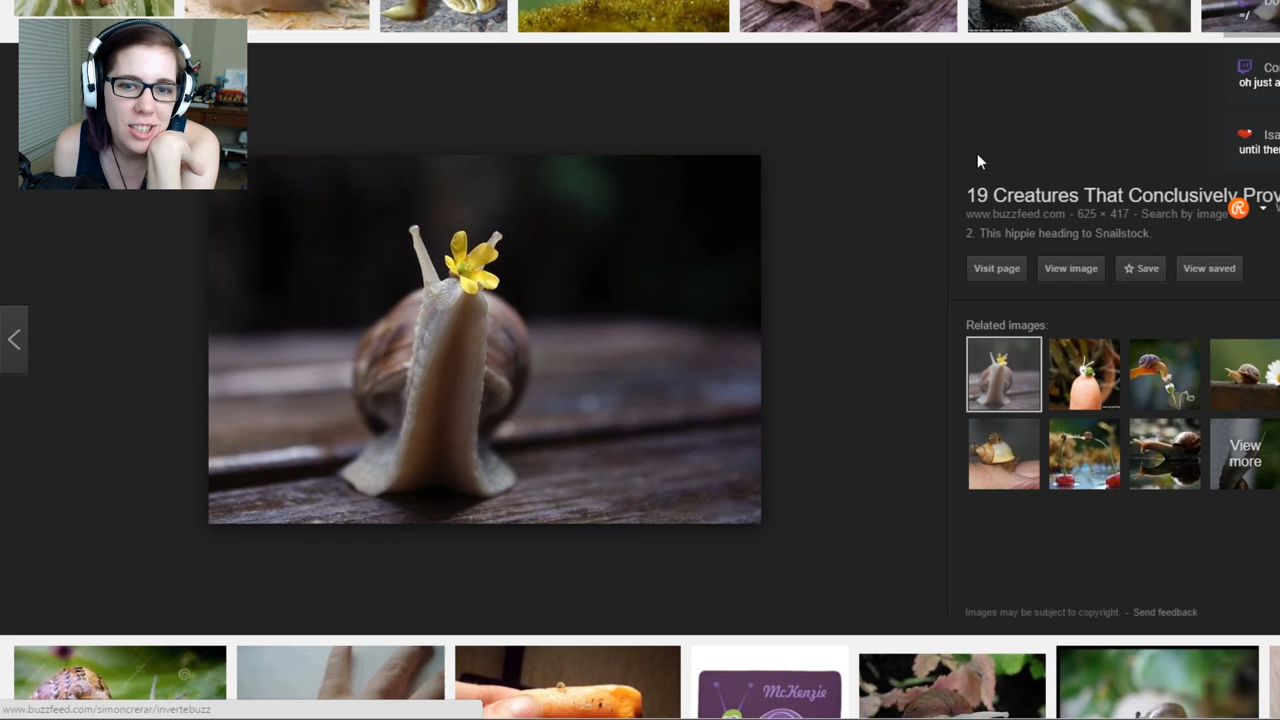 =/
oh just a
until the
19 Creatures That Conclusively Prov
www.buzzfeed.com - 625 × 417 - Search by image
2. This hippie heading to Snailstock.
Visit page
View image
Save
View saved
Related images:
View
more
Images may be subject to copyright. - Send feedback
McKenzie
www.buzzfeed.com/simoncrerar/invertebuzz